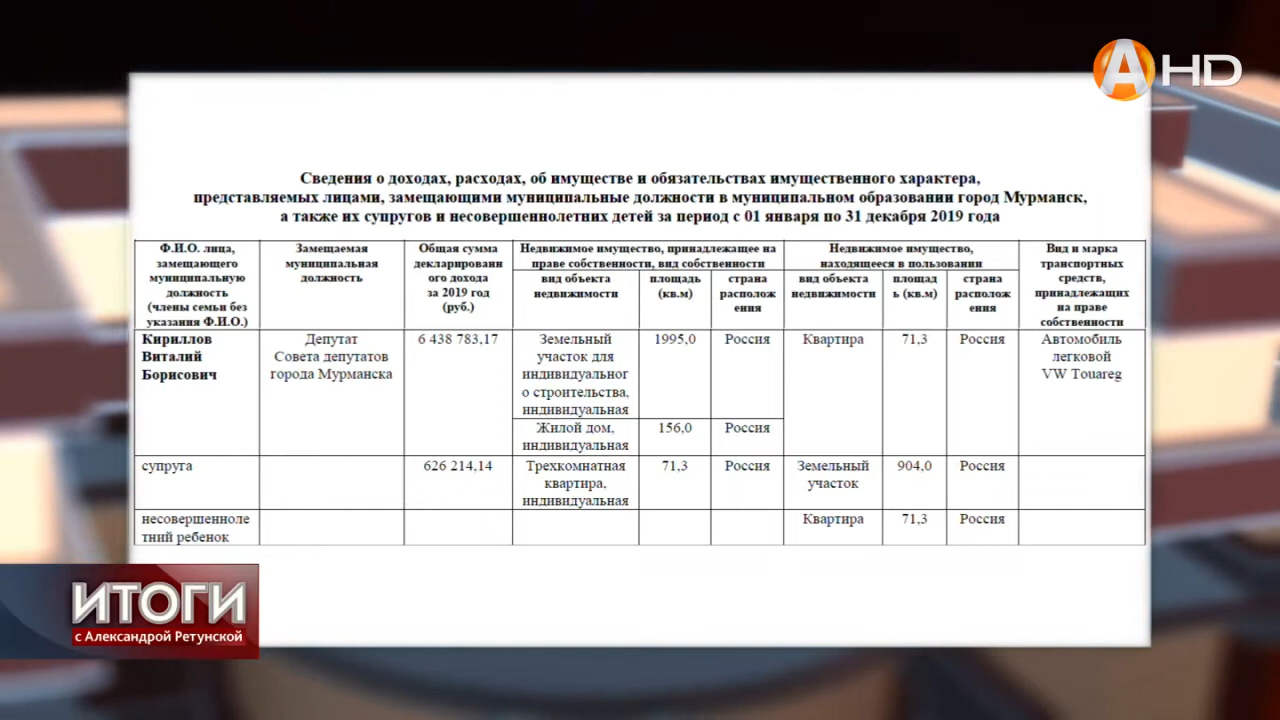 AHD
Сведения о доходах, расходах, об имуществе и обязательствах имущественного характера,
представляемых лицами, замещающими муниципальные должности в муниципальном образовании город Мурманск,
а также их супругов и несовершеннолетних детей за период с 01 января по 31 декабря 2019 года
Ф.И.О. лица,
замещающего
муниципальную
должность
(члены семьи без
указания Ф.И.О.)
Замещаемая
муниципальная
должность
Общая сумма
декларированн
ого дохода
за 2019 год
(руб.)
Недвижимое имущество, принадлежащее на
праве собственности, вид собственности
вид объекта
недвижимости
площадь
(кв.м)
страна
располож
ения
Недвижимое имущество,
находящееся в пользовании
вид объекта
недвижимости
площад
ь (кв.м)
страна
располож
ения
Вид и марка
транспортных
средств,
принадлежащих
на праве
собственности
Кириллов
Виталий
Борисович
Депутат
Совета депутатов
города Мурманска
6 438 783,17
Земельный
участок для
индивидуальног
о строительства,
индивидуальная
1995,0
Россия
Жилой дом,
индивидуальная
156,0
Россия
Квартира
71,3
Россия
Автомобиль
легковой
VW Touareg
супруга
626 214,14
Трехкомнатная
квартира,
индивидуальная
71,3
Россия
Земельный
участок
904,0
Россия
несовершенноле
тний ребенок
Квартира
71,3
Россия
ИТОГИ
с Александрой Ретунской